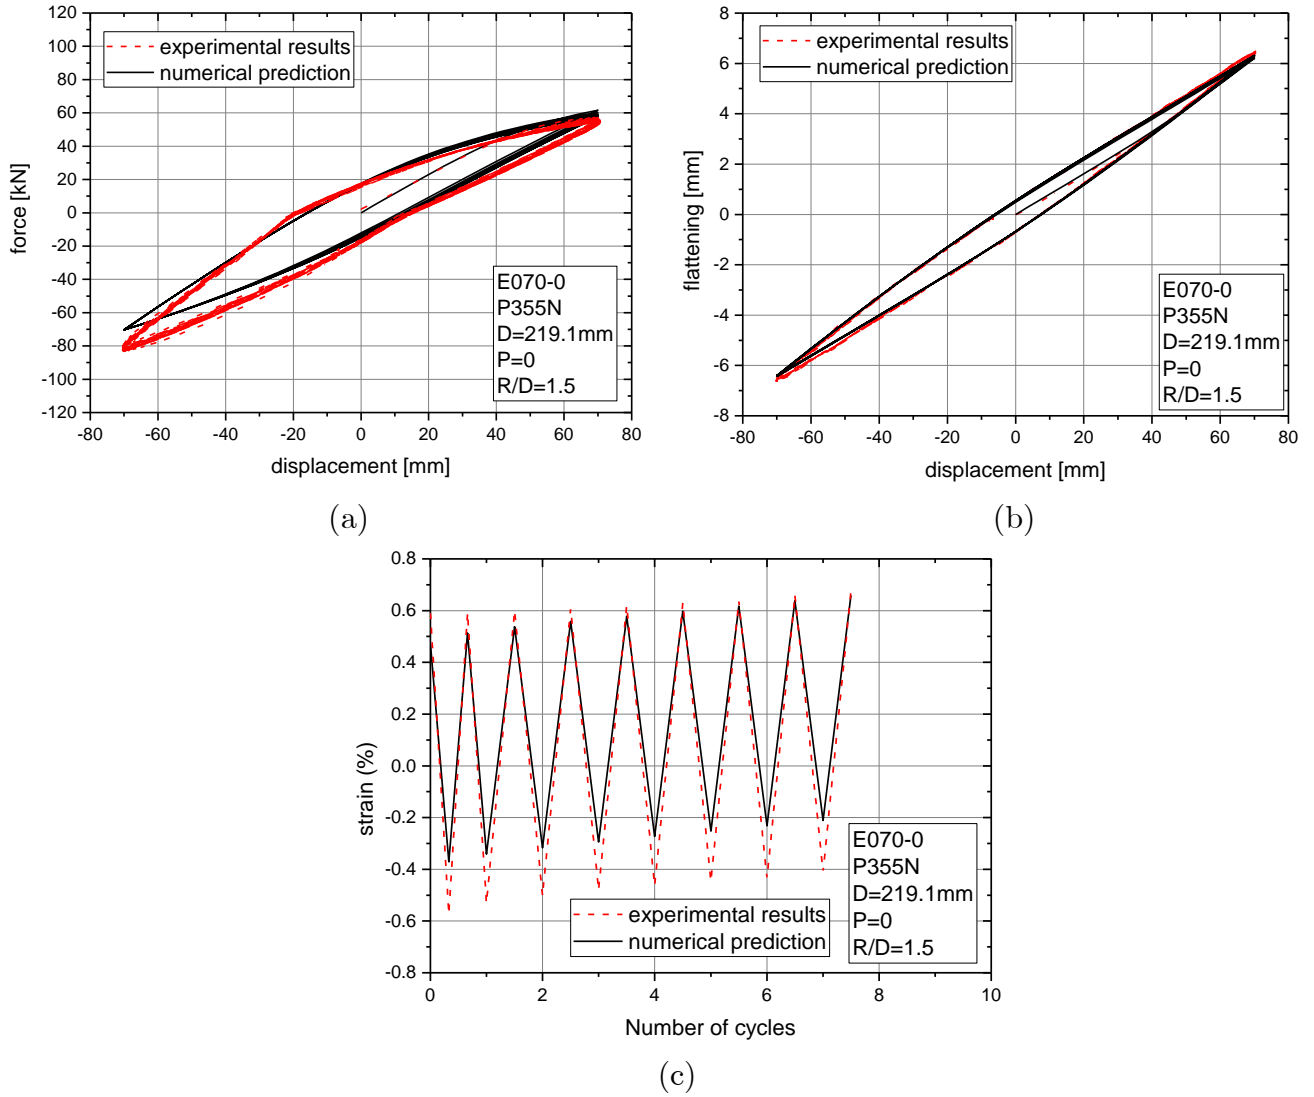 120
100
80
60
40
20
0
-20
-40
-60
-80
-100
-120
force [kN]
experimental results
numerical prediction
E070-0
P355N
D=219.1mm
P=0
R/D=1.5
-80 -60 -40 -20 0 20 40 60 80
displacement [mm]
(a)
8
6
4
2
0
-2
-4
-6
-8
flattening [mm]
experimental results
numerical prediction
E070-0
P355N
D=219.1mm
P=0
R/D=1.5
-80 -60 -40 -20 0 20 40 60 80
displacement [mm]
(b)
0.8
0.6
0.4
0.2
0.0
-0.2
-0.4
-0.6
-0.8
strain (%)
E070-0
P355N
D=219.1mm
P=0
R/D=1.5
experimental results
numerical prediction
0 2 4 6 8 10
Number of cycles
(c)